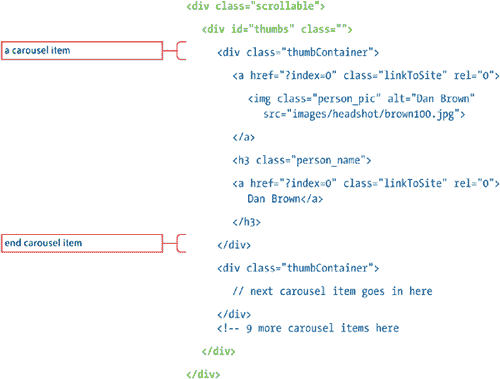 <div class="scrollable">
<div id="thumbs" class="">
a carousel item
<div class="thumbContainer">
<a href="?index=0" class="linkToSite" rel="0">
<img class="person_pic" alt="Dan Brown"
src="images/headshot/brown100.jpg">
</a>
<h3 class="person_name">
<a href="?index=0" class="linkToSite" rel="0">
Dan Brown</a>
</h3>
end carousel item
</div>
<div class="thumbContainer">
// next carousel item goes in here
</div>
<!-- 9 more carousel items here
</div>
</div>